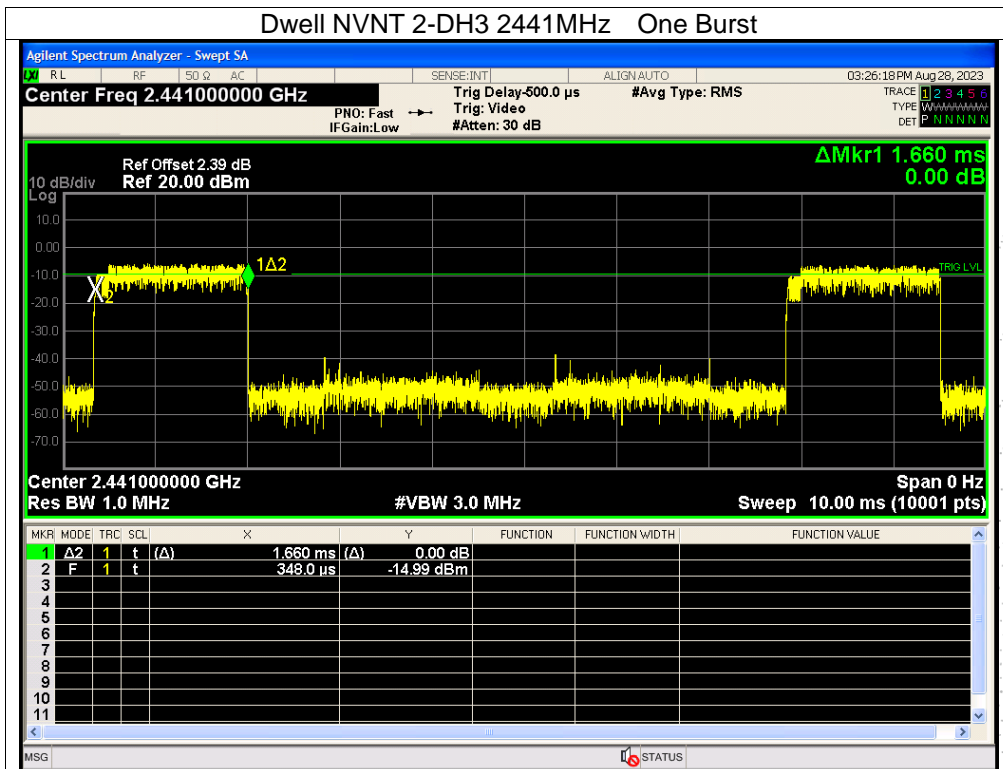 Dwell NVNT 2-DH3 2441MHz One Burst
Agilent Spectrum Analyzer - Swept SA
LXI RL RF 50 Ω AC SENSE:INT ALIGN AUTO 03:26:18 PM Aug 28, 2023
Center Freq 2.441000000 GHz Trig Delay-500.0 µs #Avg Type: RMS TRACE 1 2 3 4 5 6
PNO: Fast Trig: Video TYPE WWWWWW
IFGain:Low #Atten: 30 dB DET P N N N N N
ΔMkr1 1.660 ms
0.00 dB
Ref Offset 2.39 dB
10 dB/div Ref 20.00 dBm
Log
10.0
0.00
-10.0
-20.0
-30.0
-40.0
-50.0
-60.0
-70.0
X2
1Δ2
TRIG LVL
Center 2.441000000 GHz Span 0 Hz
Res BW 1.0 MHz #VBW 3.0 MHz Sweep 10.00 ms (10001 pts)
MKR MODE TRC SCL X Y FUNCTION FUNCTION WIDTH FUNCTION VALUE
1 Δ2 1 t (Δ) 1.660 ms (Δ) 0.00 dB
2 F 1 t 348.0 µs -14.99 dBm
3
4
5
6
7
8
9
10
11
MSG STATUS